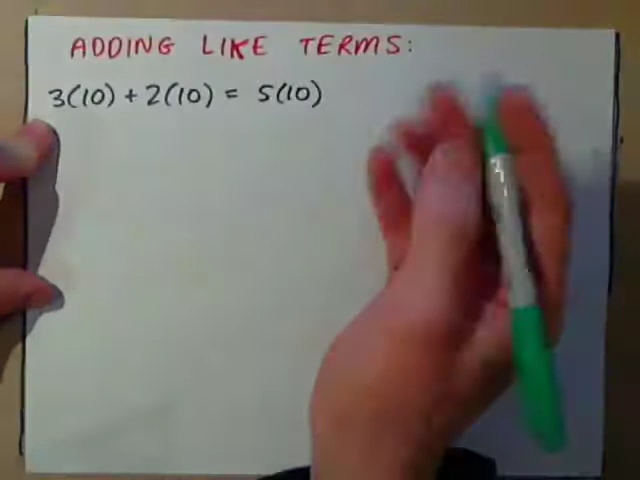 ADDING LIKE TERMS:
3(10) + 2(10) = 5(10)